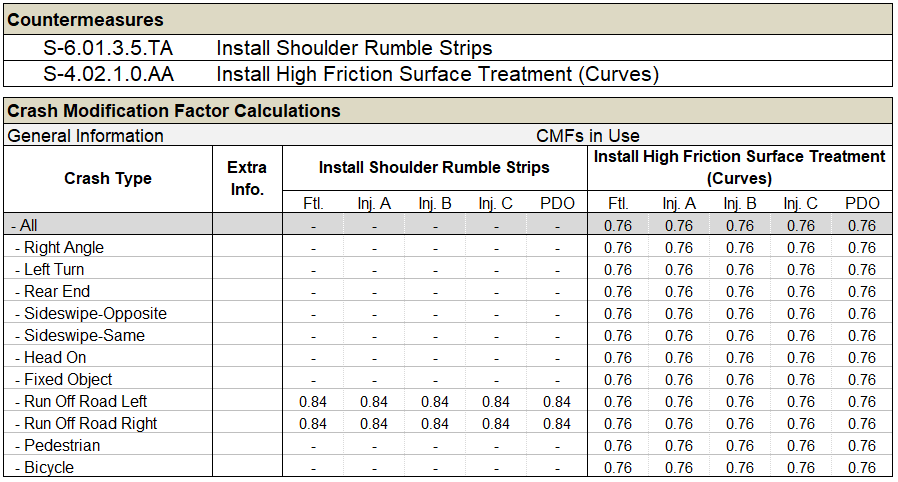 Countermeasures
S-6.01.3.5.TA Install Shoulder Rumble Strips
S-4.02.1.0.AA Install High Friction Surface Treatment (Curves)
Crash Modification Factor Calculations
General Information CMFs in Use
Crash Type Extra Info. Install Shoulder Rumble Strips Install High Friction Surface Treatment (Curves)
Ftl. Inj. A Inj. B Inj. C PDO Ftl. Inj. A Inj. B Inj. C PDO
- All - - - - - 0.76 0.76 0.76 0.76 0.76
- Right Angle - - - - - 0.76 0.76 0.76 0.76 0.76
- Left Turn - - - - - 0.76 0.76 0.76 0.76 0.76
- Rear End - - - - - 0.76 0.76 0.76 0.76 0.76
- Sideswipe-Opposite - - - - - 0.76 0.76 0.76 0.76 0.76
- Sideswipe-Same - - - - - 0.76 0.76 0.76 0.76 0.76
- Head On - - - - - 0.76 0.76 0.76 0.76 0.76
- Fixed Object - - - - - 0.76 0.76 0.76 0.76 0.76
- Run Off Road Left 0.84 0.84 0.84 0.84 0.84 0.76 0.76 0.76 0.76 0.76
- Run Off Road Right 0.84 0.84 0.84 0.84 0.84 0.76 0.76 0.76 0.76 0.76
- Pedestrian - - - - - 0.76 0.76 0.76 0.76 0.76
- Bicycle - - - - - 0.76 0.76 0.76 0.76 0.76